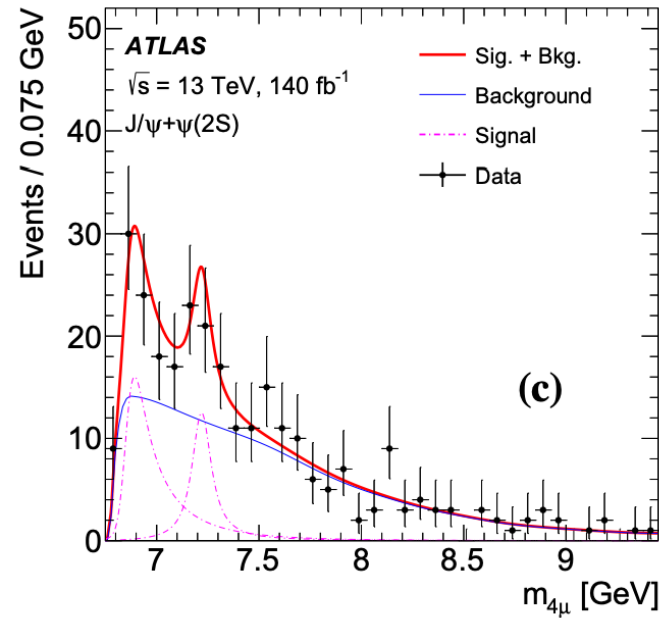 ATLAS
√s = 13 TeV, 140 fb⁻¹
J/ψ+ψ(2S)
Sig. + Bkg.
Background
Signal
Data
(c)
Events / 0.075 GeV
50
40
30
20
10
0
7 7.5 8 8.5 9
m₄μ [GeV]